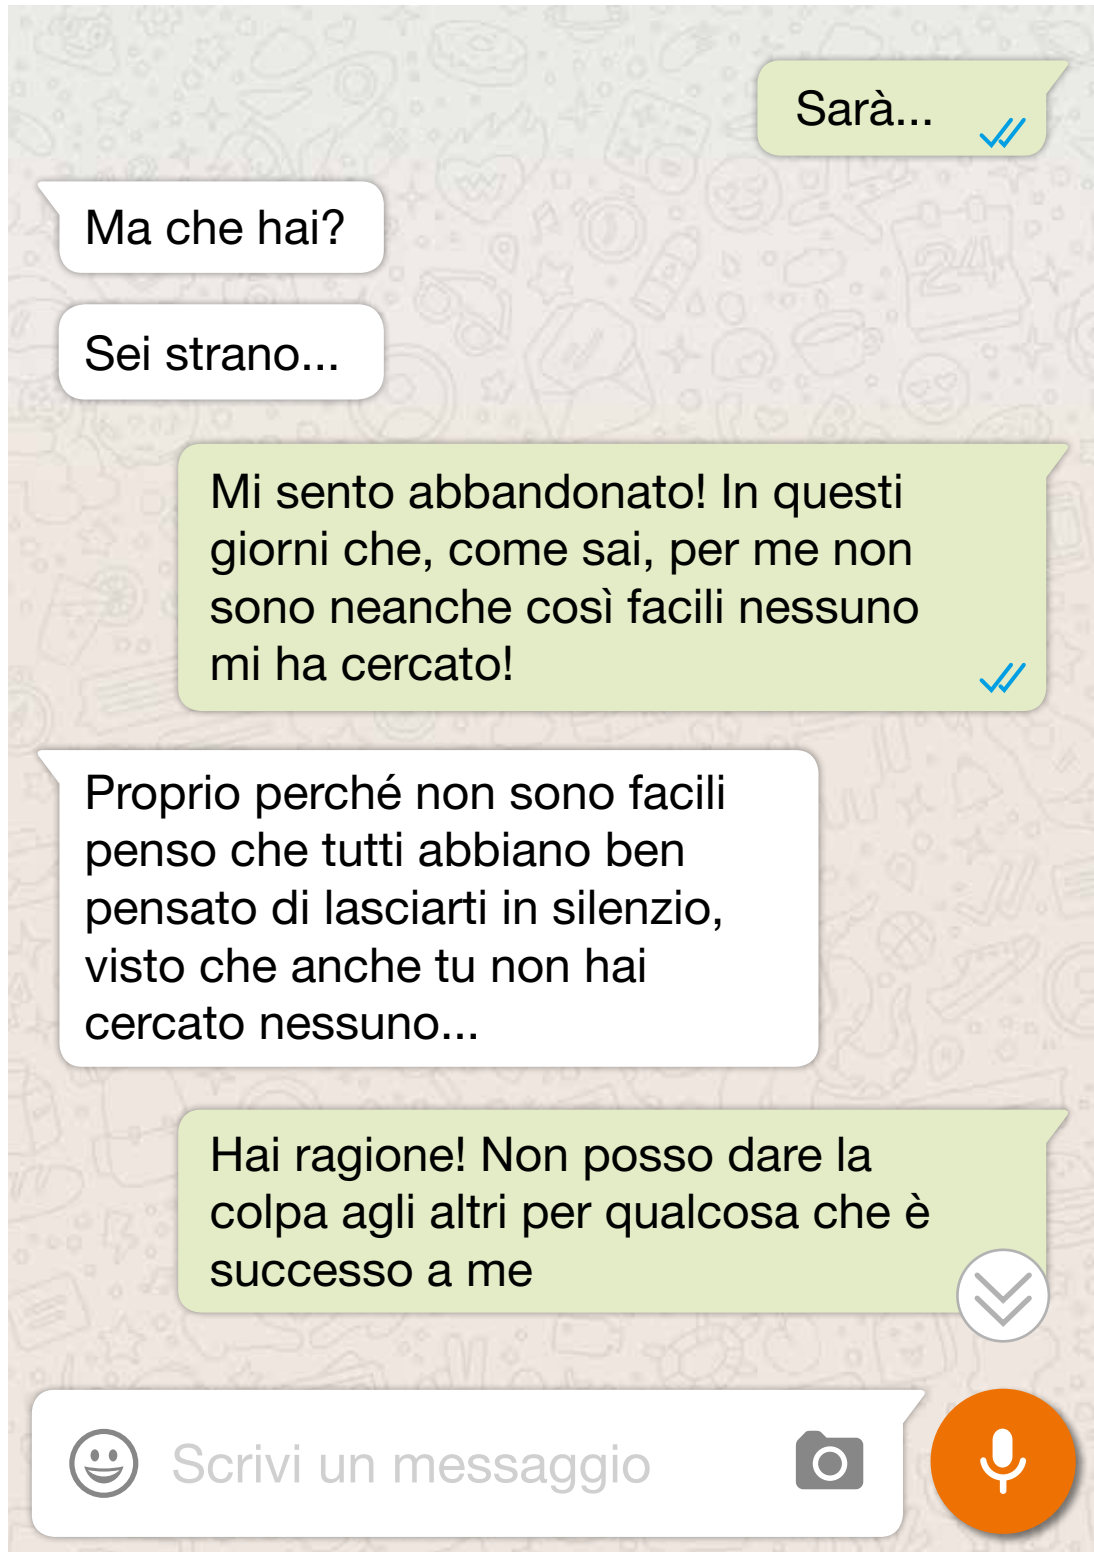 Sarà...
Ma che hai?
Sei strano...
Mi sento abbandonato! In questi
giorni che, come sai, per me non
sono neanche così facili nessuno
mi ha cercato!
Proprio perché non sono facili
penso che tutti abbiano ben
pensato di lasciarti in silenzio,
visto che anche tu non hai
cercato nessuno...
Hai ragione! Non posso dare la
colpa agli altri per qualcosa che è
successo a me
Scrivi un messaggio